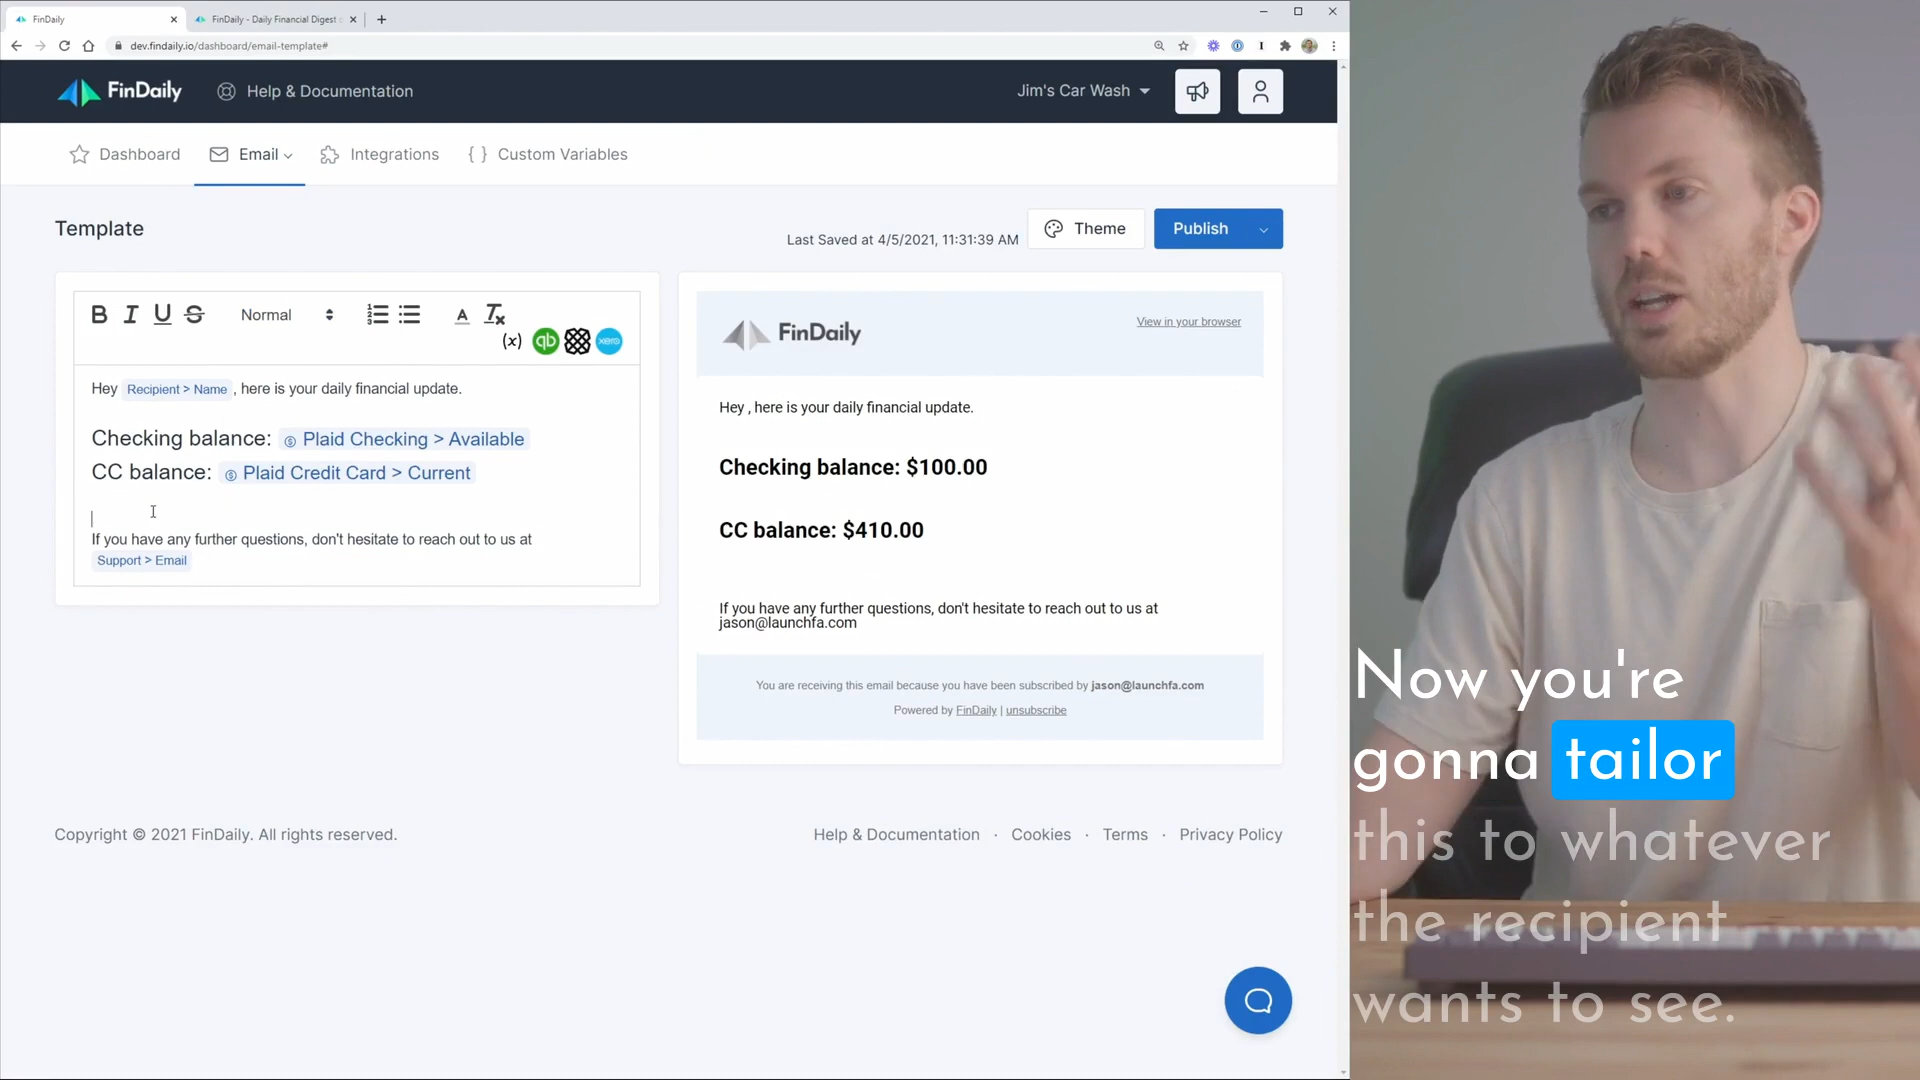 FinDaily
FinDaily - Daily Financial Digest
dev.findaily.io/dashboard/email-template#
FinDaily
Help & Documentation
Jim's Car Wash
Dashboard
Email
Integrations
{ } Custom Variables
Template
Last Saved at 4/5/2021, 11:31:39 AM
Theme
Publish
B I U S
Normal
A
Tx
(x) qb xero
Hey Recipient > Name , here is your daily financial update.
Checking balance: Plaid Checking > Available
CC balance: Plaid Credit Card > Current
If you have any further questions, don't hesitate to reach out to us at
Support > Email
FinDaily
View in your browser
Hey , here is your daily financial update.
Checking balance: $100.00
CC balance: $410.00
If you have any further questions, don't hesitate to reach out to us at
jason@launchfa.com
You are receiving this email because you have been subscribed by jason@launchfa.com
Powered by FinDaily | unsubscribe
Copyright © 2021 FinDaily. All rights reserved.
Help & Documentation · Cookies · Terms · Privacy Policy
Now you're
gonna tailor
this to whatever
the recipient
wants to see.